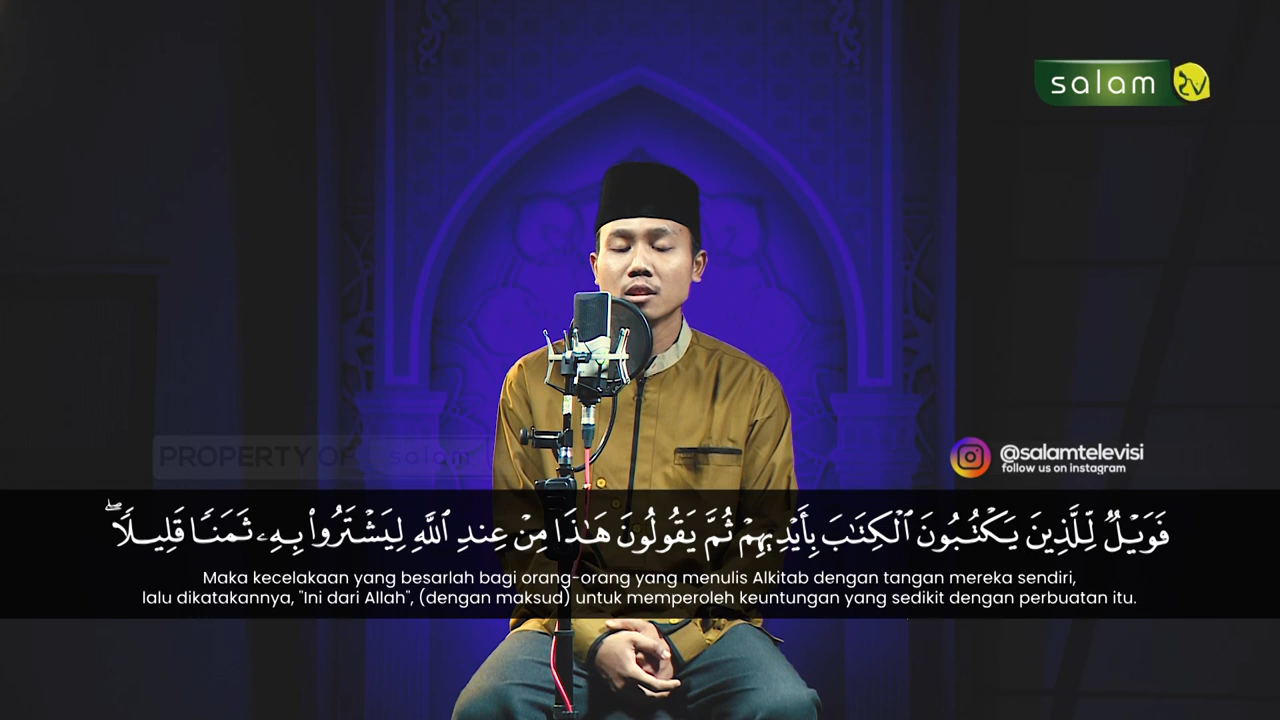 salam tv
PROPERTY OF salam
@salamtelevisi
follow us on instagram
فَوَيْلٌ لِّلَّذِينَ يَكْتُبُونَ ٱلْكِتَٰبَ بِأَيْدِيهِمْ ثُمَّ يَقُولُونَ هَٰذَا مِنْ عِندِ ٱللَّهِ لِيَشْتَرُوا۟ بِهِۦ ثَمَنًا قَلِيلًا ۖ
Maka kecelakaan yang besarlah bagi orang-orang yang menulis Alkitab dengan tangan mereka sendiri,
lalu dikatakannya, "Ini dari Allah", (dengan maksud) untuk memperoleh keuntungan yang sedikit dengan perbuatan itu.